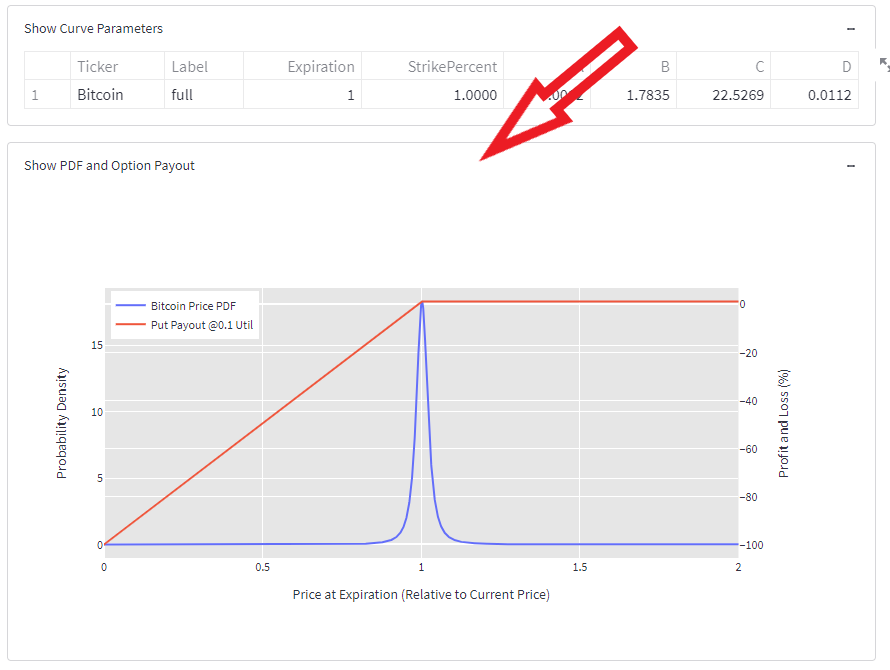 Show Curve Parameters
Ticker Label Expiration StrikePercent B C D
1 Bitcoin full 1 1.0000 1.7835 22.5269 0.0112
Show PDF and Option Payout
Bitcoin Price PDF
Put Payout @0.1 Util
0
15
−20
10
−40
−60
5
−80
0
−100
Probability Density
Profit and Loss (%)
0 0.5 1 1.5 2
Price at Expiration (Relative to Current Price)